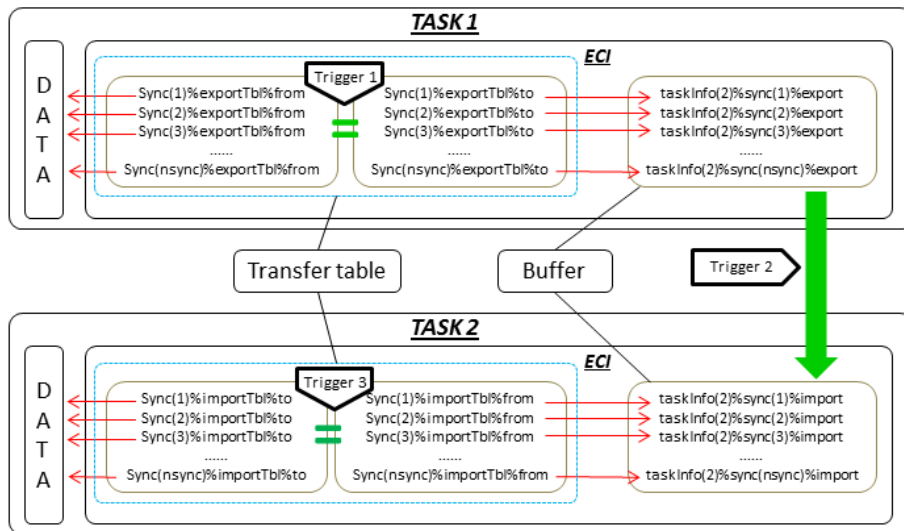 TASK 1
ECI
D
A
T
A
Trigger 1
Sync(1)%exportTbl%from
Sync(2)%exportTbl%from
Sync(3)%exportTbl%from
......
Sync(nsync)%exportTbl%from
Sync(1)%exportTbl%to
Sync(2)%exportTbl%to
Sync(3)%exportTbl%to
......
Sync(nsync)%exportTbl%to
taskInfo(2)%sync(1)%export
taskInfo(2)%sync(2)%export
taskInfo(2)%sync(3)%export
......
taskInfo(2)%sync(nsync)%export
Transfer table
Buffer
Trigger 2
TASK 2
ECI
D
A
T
A
Trigger 3
Sync(1)%importTbl%to
Sync(2)%importTbl%to
Sync(3)%importTbl%to
......
Sync(nsync)%importTbl%to
Sync(1)%importTbl%from
Sync(2)%importTbl%from
Sync(3)%importTbl%from
......
Sync(nsync)%importTbl%from
taskInfo(2)%sync(1)%import
taskInfo(2)%sync(2)%import
taskInfo(2)%sync(3)%import
......
taskInfo(2)%sync(nsync)%import